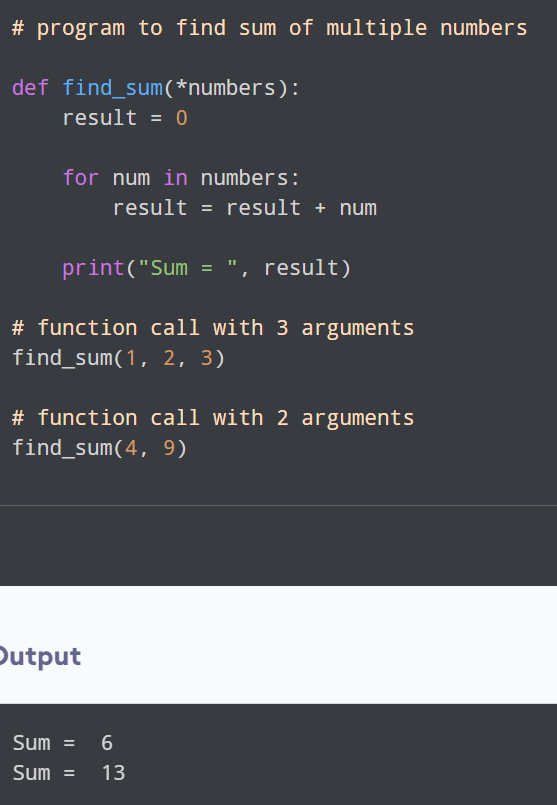 # program to find sum of multiple numbers
def find_sum(*numbers):
    result = 0
    for num in numbers:
        result = result + num
    print("Sum = ", result)
# function call with 3 arguments
find_sum(1, 2, 3)
# function call with 2 arguments
find_sum(4, 9)
Output
Sum =  6
Sum =  13